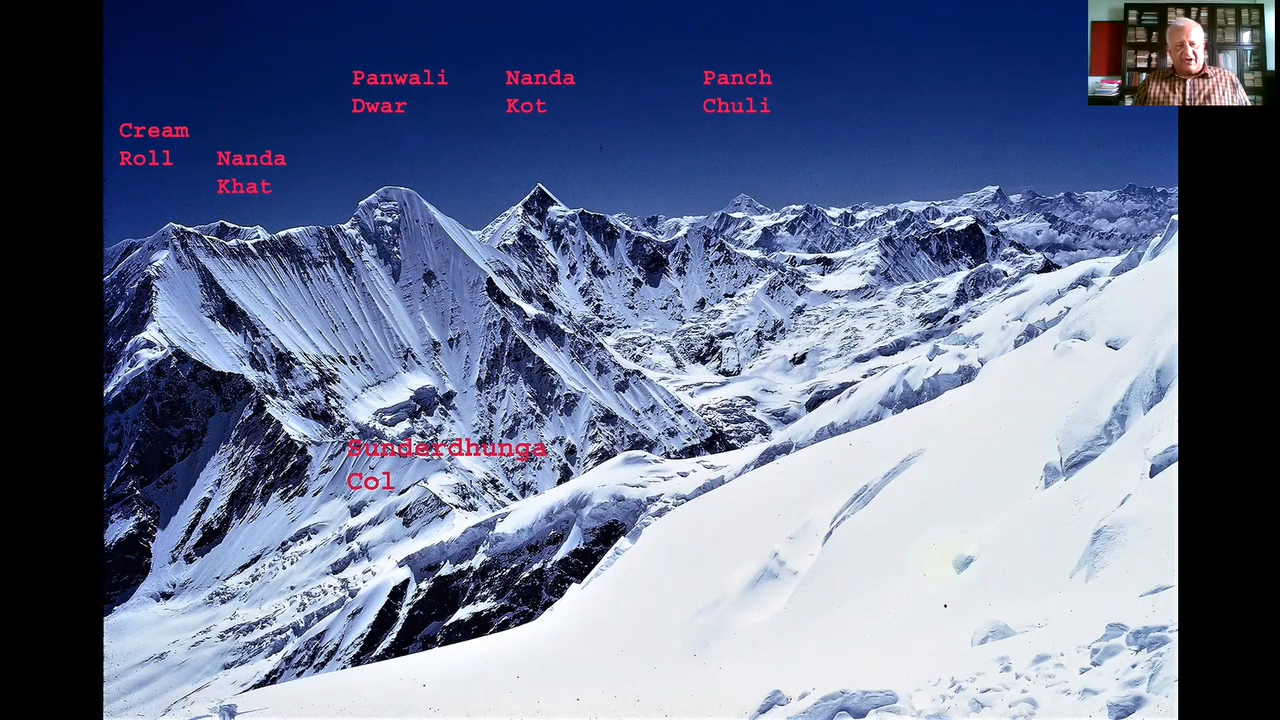 Panwali
Dwar
Nanda
Kot
Panch
Chuli
Cream
Roll
Nanda
Khat
Sunderdhunga
Col